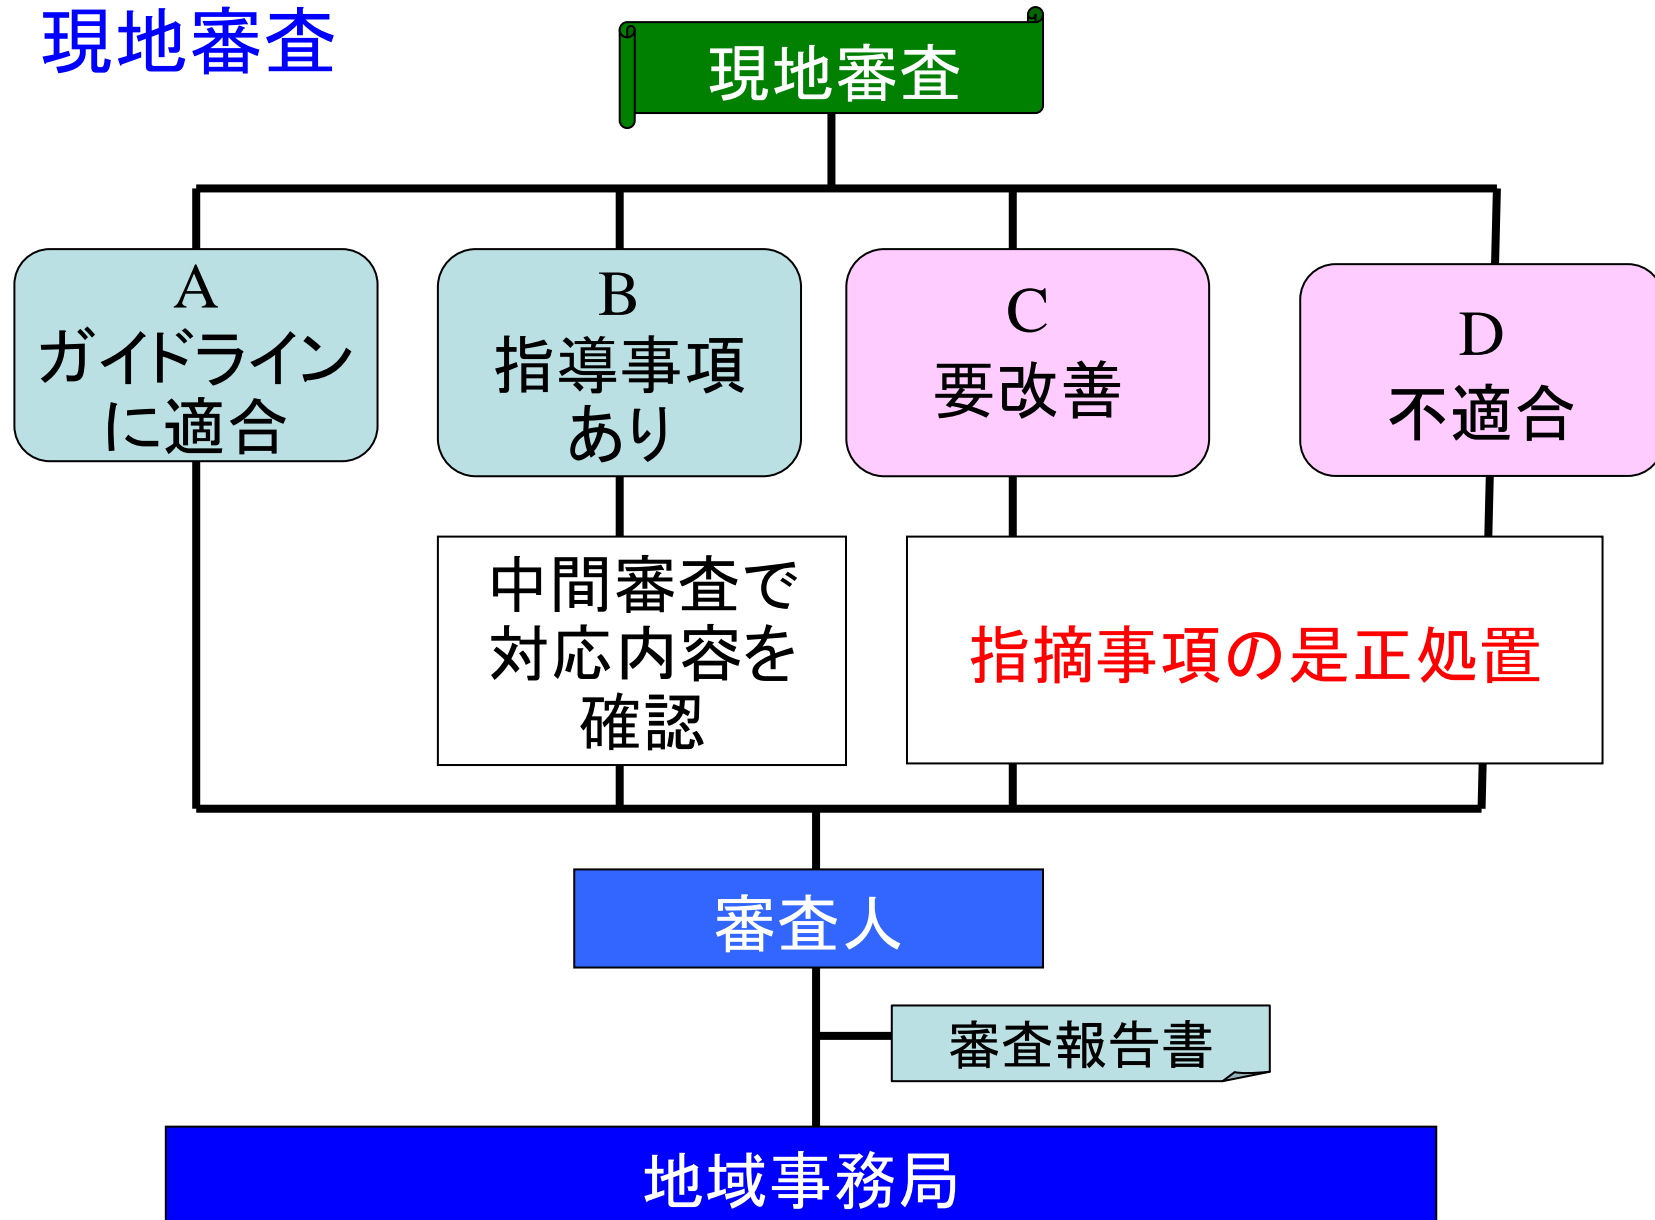 現地審査
現地審査
A
ガイドライン
に適合
B
指導事項
あり
C
要改善
D
不適合
中間審査で
対応内容を
確認
指摘事項の是正処置
審査人
審査報告書
地域事務局